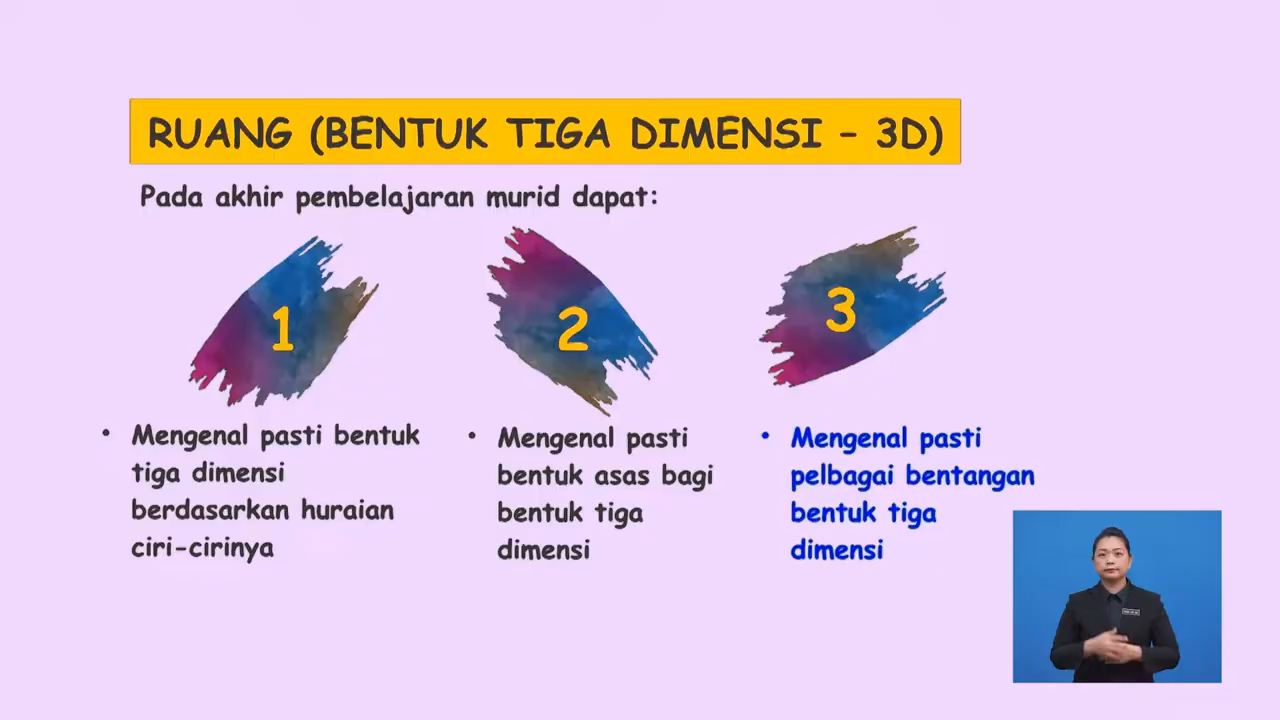 RUANG (BENTUK TIGA DIMENSI – 3D)
Pada akhir pembelajaran murid dapat:
1
• Mengenal pasti bentuk
tiga dimensi
berdasarkan huraian
ciri-cirinya
2
• Mengenal pasti
bentuk asas bagi
bentuk tiga
dimensi
3
• Mengenal pasti
pelbagai bentangan
bentuk tiga
dimensi